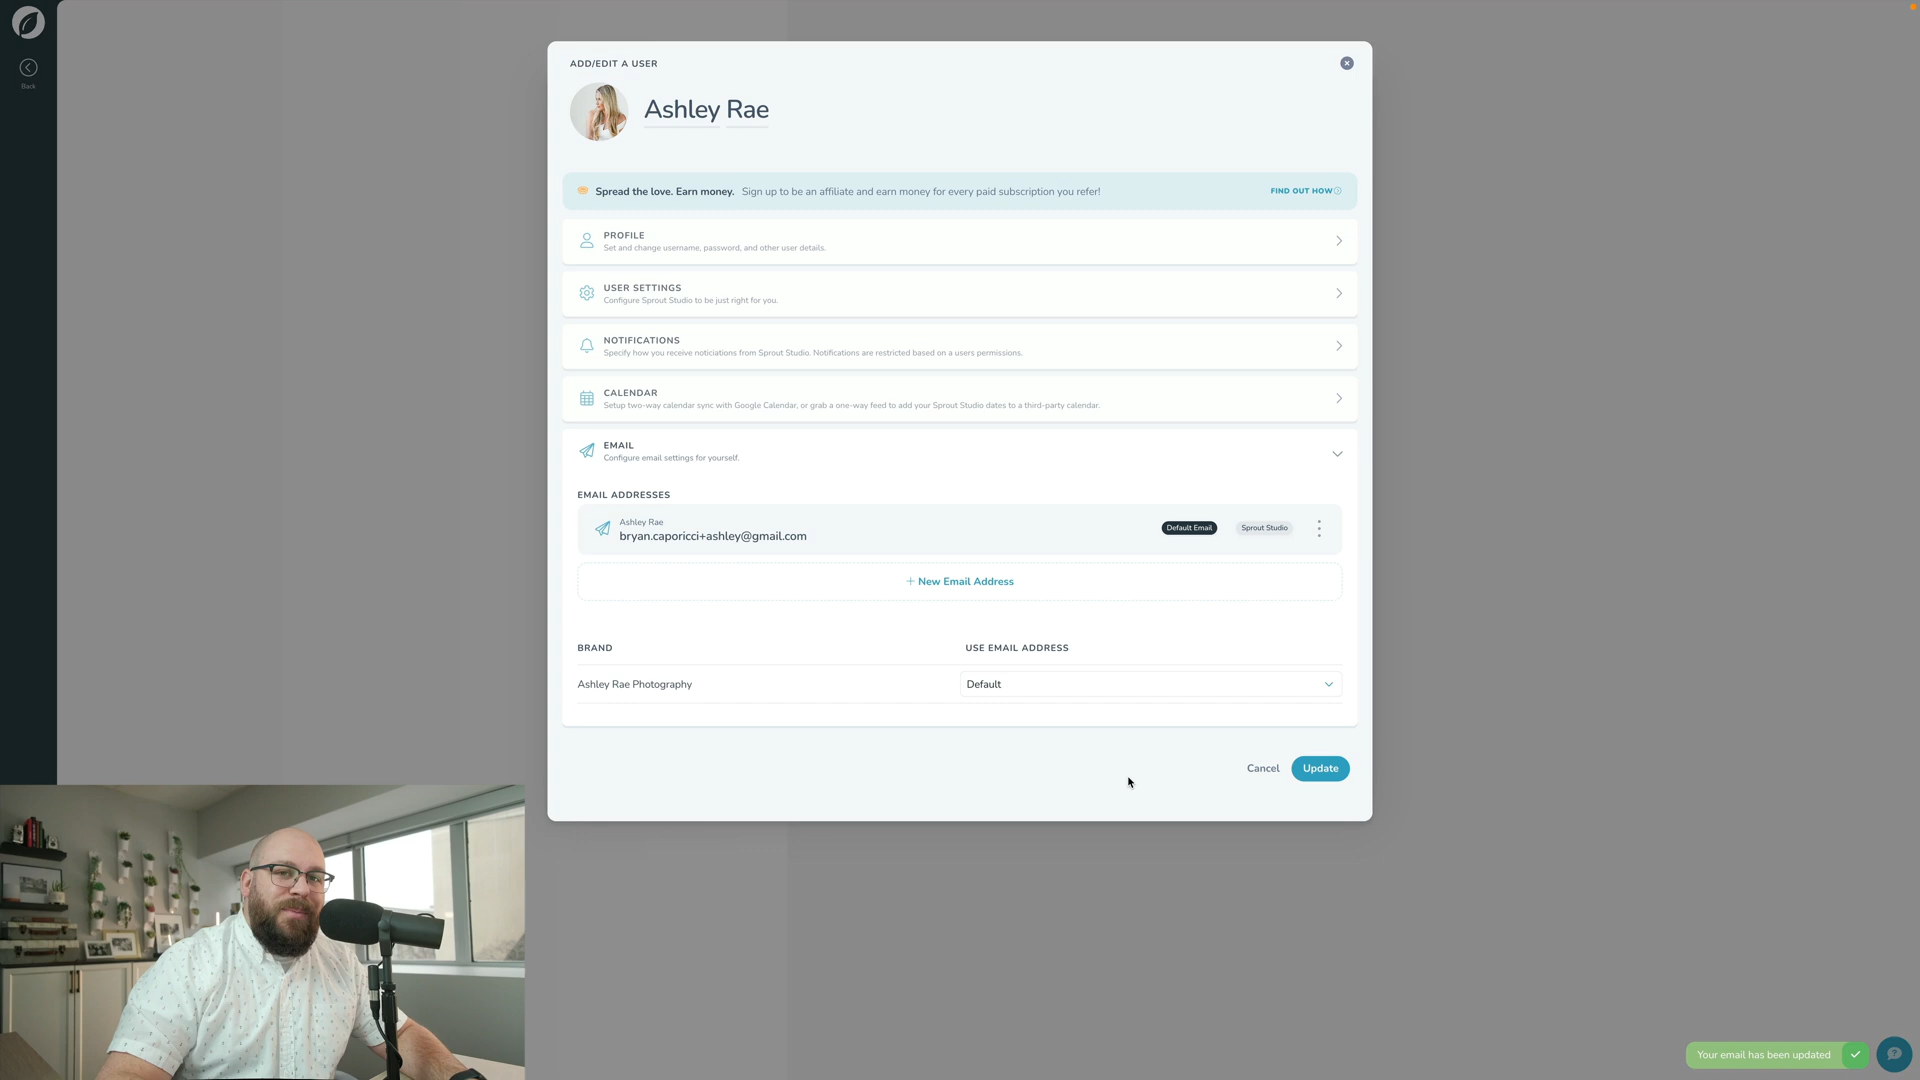 Back
ADD/EDIT A USER
Ashley Rae
Spread the love. Earn money. Sign up to be an affiliate and earn money for every paid subscription you refer!
FIND OUT HOW
PROFILE
Set and change username, password, and other user details.
USER SETTINGS
Configure Sprout Studio to be just right for you.
NOTIFICATIONS
Specify how you receive noticiations from Sprout Studio. Notifications are restricted based on a users permissions.
CALENDAR
Setup two-way calendar sync with Google Calendar, or grab a one-way feed to add your Sprout Studio dates to a third-party calendar.
EMAIL
Configure email settings for yourself.
EMAIL ADDRESSES
Ashley Rae
bryan.caporicci+ashley@gmail.com
Default Email
Sprout Studio
+ New Email Address
BRAND
USE EMAIL ADDRESS
Ashley Rae Photography
Default
Cancel
Update
Your email has been updated